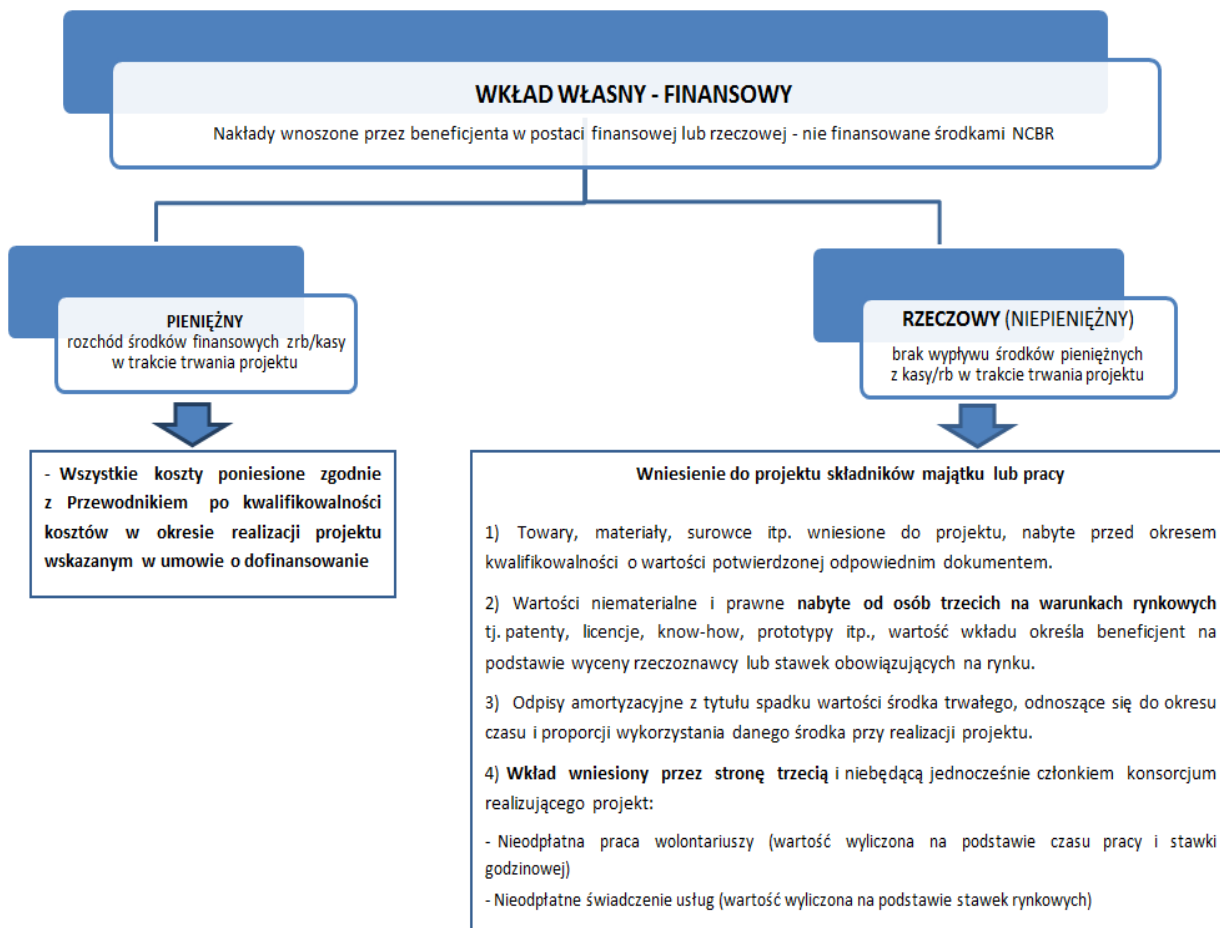 WKŁAD WŁASNY - FINANSOWY
Nakłady wnoszone przez beneficjenta w postaci finansowej lub rzeczowej - nie finansowane środkami NCBR
PIENIĘŻNY
rozchód środków finansowych zrb/kasy
w trakcie trwania projektu
- Wszystkie koszty poniesione zgodnie
z Przewodnikiem po kwalifikowalności
kosztów w okresie realizacji projektu
wskazanym w umowie o dofinansowanie
RZECZOWY (NIEPIENIĘŻNY)
brak wypływu środków pieniężnych
z kasy/rb w trakcie trwania projektu
Wniesienie do projektu składników majątku lub pracy
1) Towary, materiały, surowce itp. wniesione do projektu, nabyte przed okresem
kwalifikowalności o wartości potwierdzonej odpowiednim dokumentem.
2) Wartości niematerialne i prawne nabyte od osób trzecich na warunkach rynkowych
tj. patenty, licencje, know-how, prototypy itp., wartość wkładu określa beneficjent na
podstawie wyceny rzeczoznawcy lub stawek obowiązujących na rynku.
3) Odpisy amortyzacyjne z tytułu spadku wartości środka trwałego, odnoszące się do okresu
czasu i proporcji wykorzystania danego środka przy realizacji projektu.
4) Wkład wniesiony przez stronę trzecią i niebędącą jednocześnie członkiem konsorcjum
realizującego projekt:
- Nieodpłatna praca wolontariuszy (wartość wyliczona na podstawie czasu pracy i stawki
godzinowej)
- Nieodpłatne świadczenie usług (wartość wyliczona na podstawie stawek rynkowych)